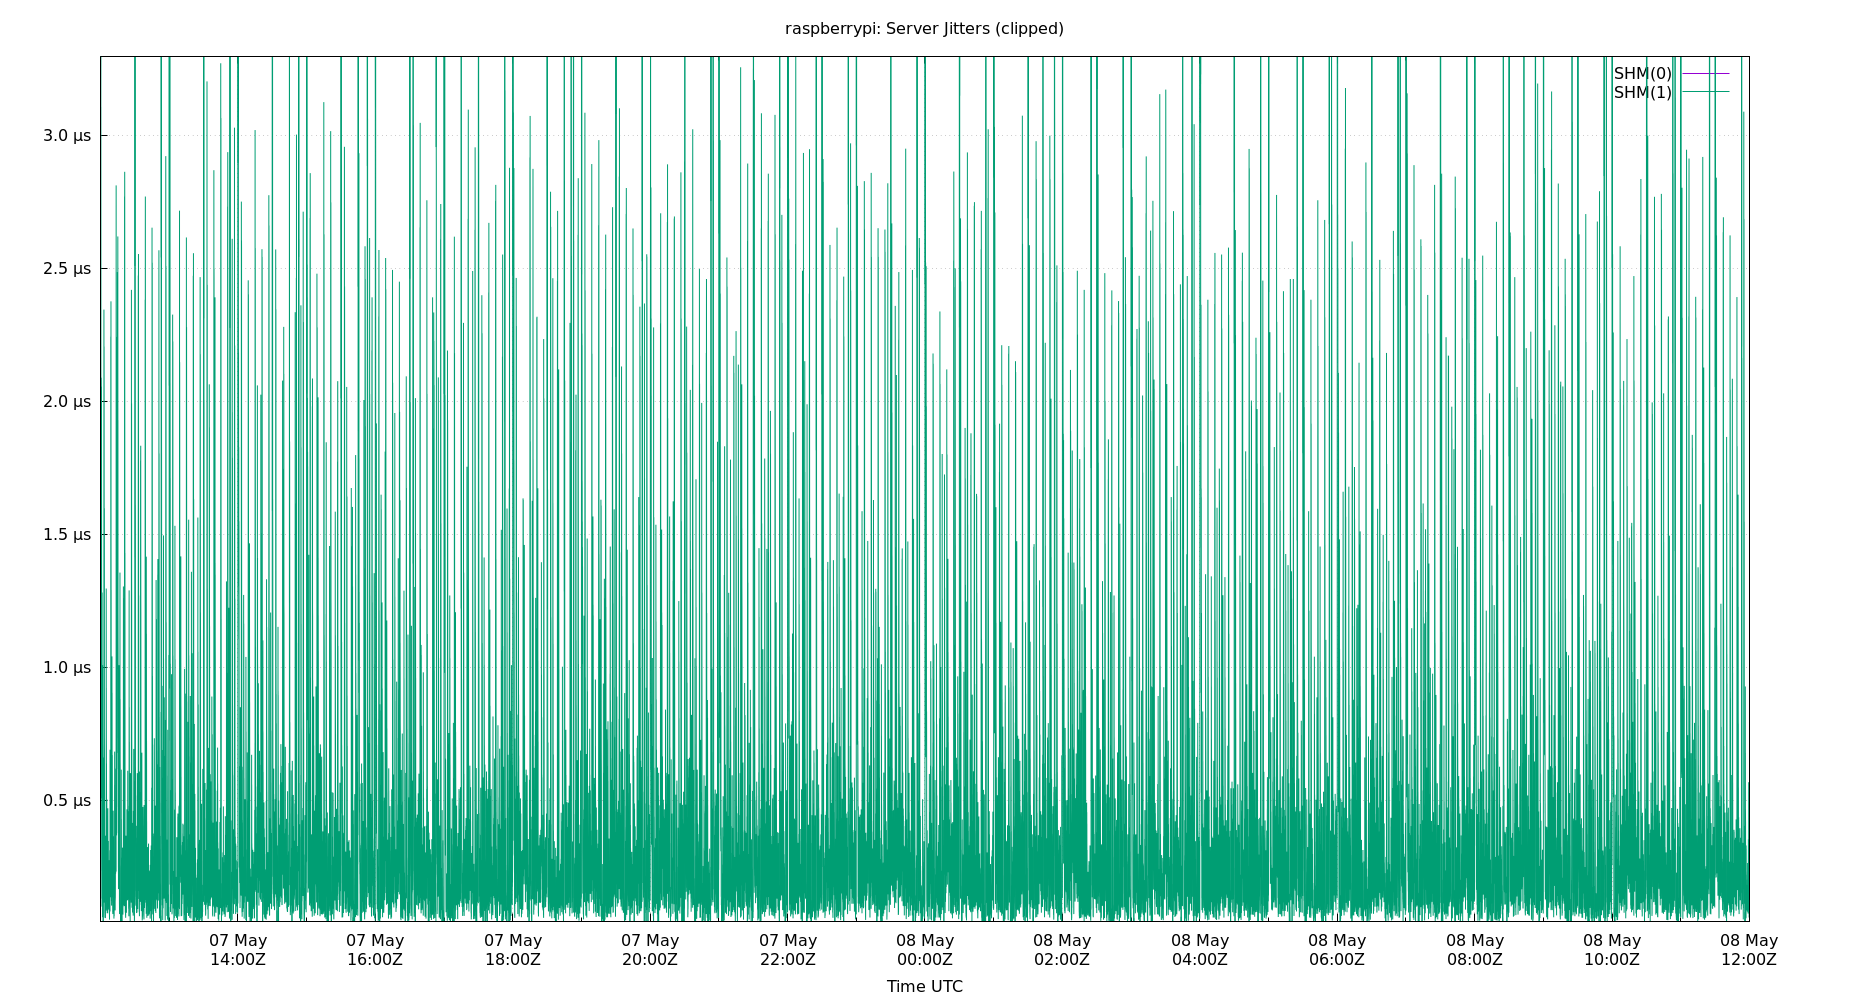 raspberrypi: Server Jitters (clipped)
SHM(0)
SHM(1)
3.0 µs
2.5 µs
2.0 µs
1.5 µs
1.0 µs
0.5 µs
07 May 07 May 07 May 07 May 07 May 08 May 08 May 08 May 08 May 08 May 08 May 08 May
14:00Z 16:00Z 18:00Z 20:00Z 22:00Z 00:00Z 02:00Z 04:00Z 06:00Z 08:00Z 10:00Z 12:00Z
Time UTC